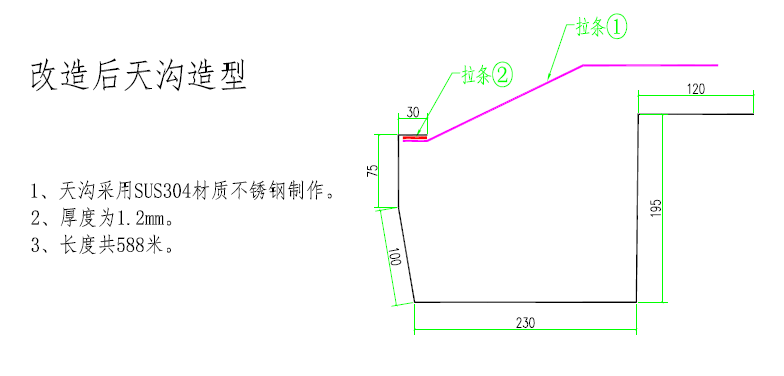 改造后天沟造型
1、天沟采用SUS304材质不锈钢制作。
2、厚度为1.2mm。
3、长度共588米。
拉条①
拉条②
120
30
75
195
100
230